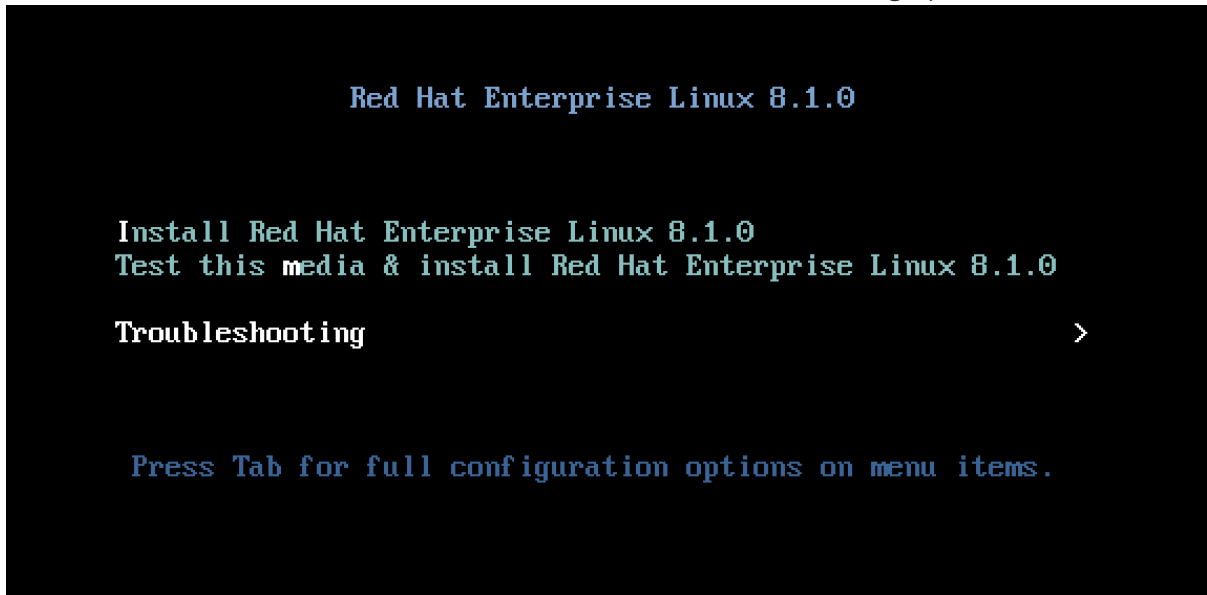 Red Hat Enterprise Linux 8.1.0
Install Red Hat Enterprise Linux 8.1.0
Test this media & install Red Hat Enterprise Linux 8.1.0
Troubleshooting >
Press Tab for full configuration options on menu items.